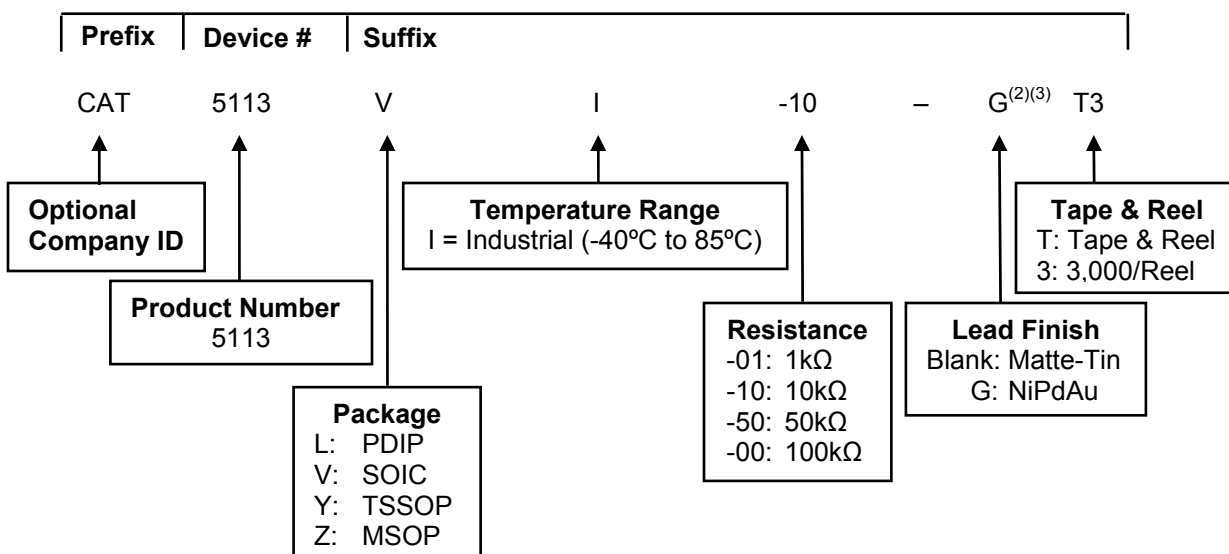 Prefix Device # Suffix
CAT 5113 V I -10 – G(2)(3) T3
Optional
Company ID
Product Number
5113
Package
L: PDIP
V: SOIC
Y: TSSOP
Z: MSOP
Temperature Range
I = Industrial (-40ºC to 85ºC)
Resistance
-01: 1kΩ
-10: 10kΩ
-50: 50kΩ
-00: 100kΩ
Lead Finish
Blank: Matte-Tin
G: NiPdAu
Tape & Reel
T: Tape & Reel
3: 3,000/Reel